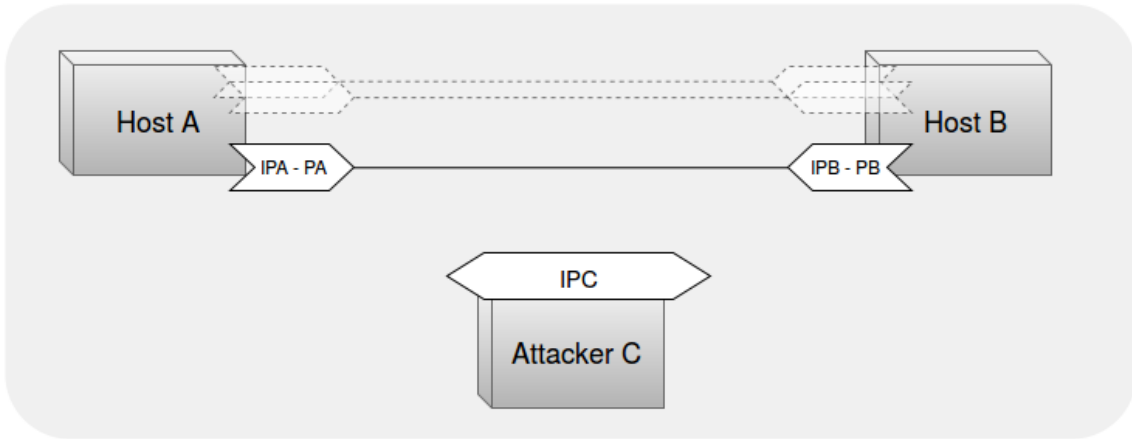 Host A
Host B
IPA - PA
IPB - PB
IPC
Attacker C